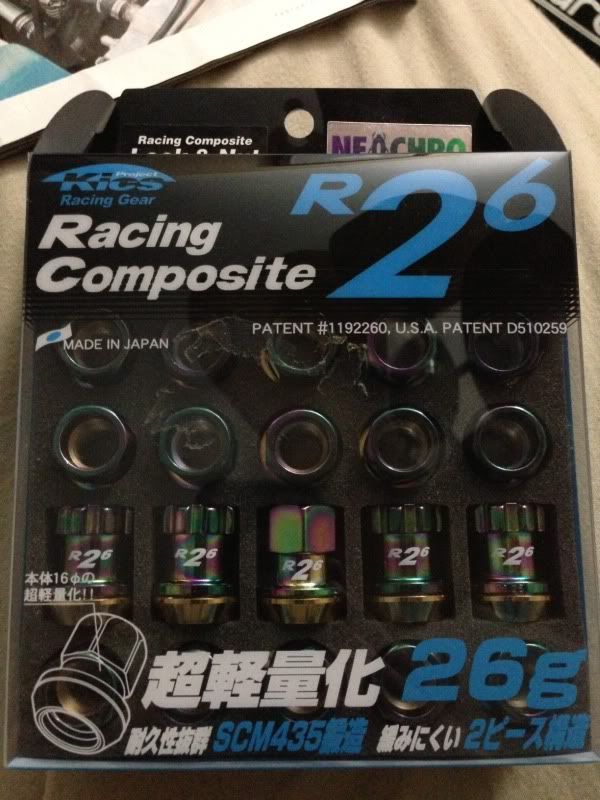 Racing Composite
Lock & Nut
NEOCHRO
Project
Kics
Racing Gear
R26
Racing
Composite
PATENT #1192260, U.S.A. PATENT D510259
MADE IN JAPAN
R26
R26
R26
R26
R26
本体16φの
超軽量化!!
超軽量化 26g
耐久性抜群 SCM435鍛造 緩みにくい 2ピース構造